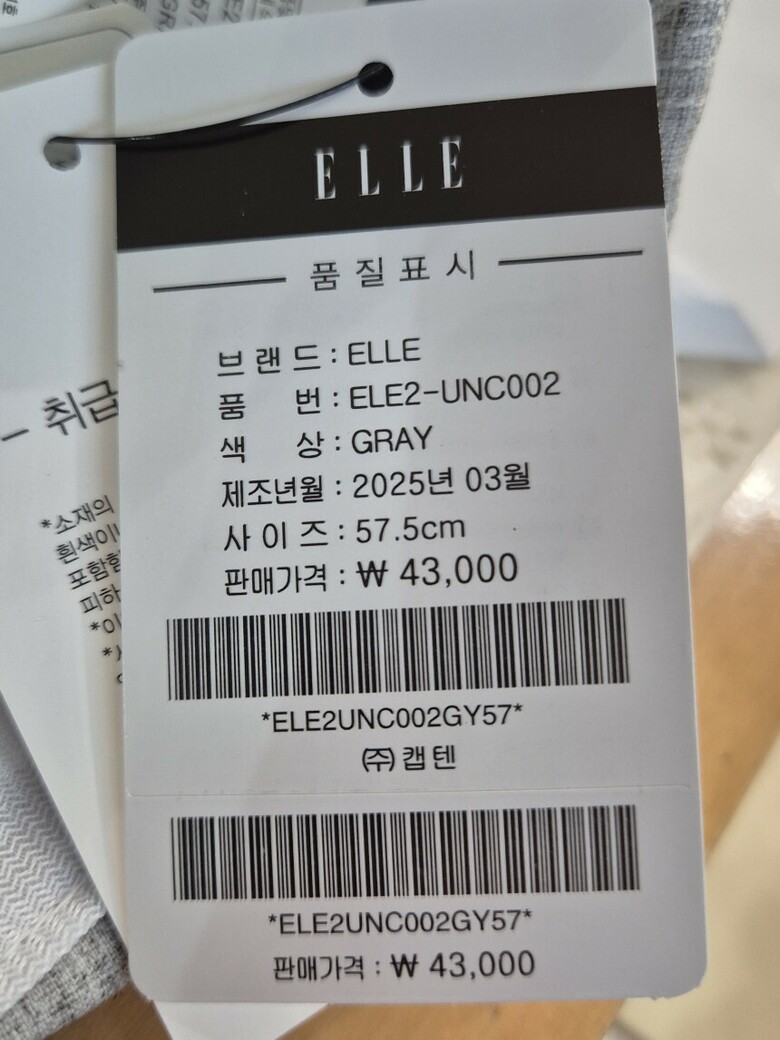 ELLE
품질표시
브랜드 : ELLE
품 번 : ELE2-UNC002
색 상 : GRAY
제조년월 : 2025년 03월
사이즈 : 57.5cm
판매가격 : ₩ 43,000
*ELE2UNC002GY57*
㈜캡텐
*ELE2UNC002GY57*
판매가격 : ₩ 43,000
- 취급
*소재의
흰색이나
포함함
피하
*이